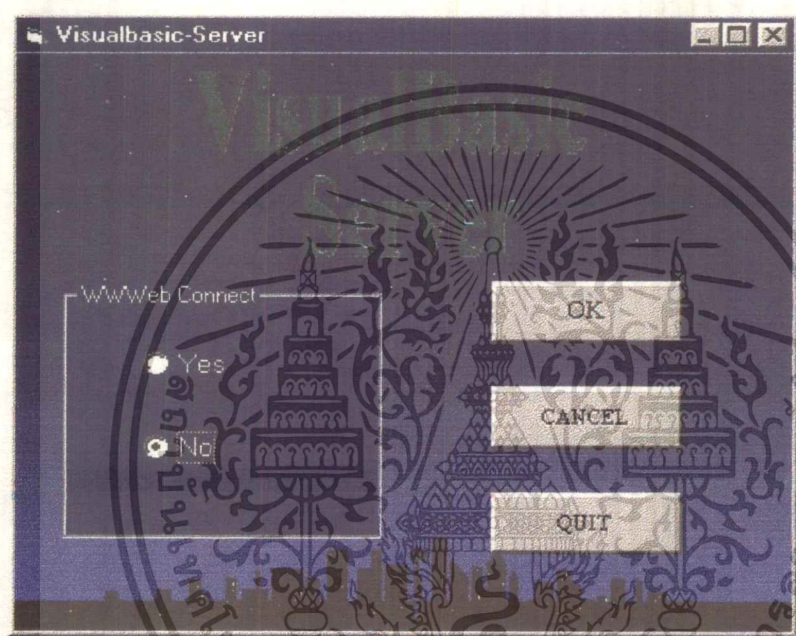 Visualbasic-Server
VisualBasic
Server
WWWeb Connect
Yes
No
OK
CANCEL
QUIT